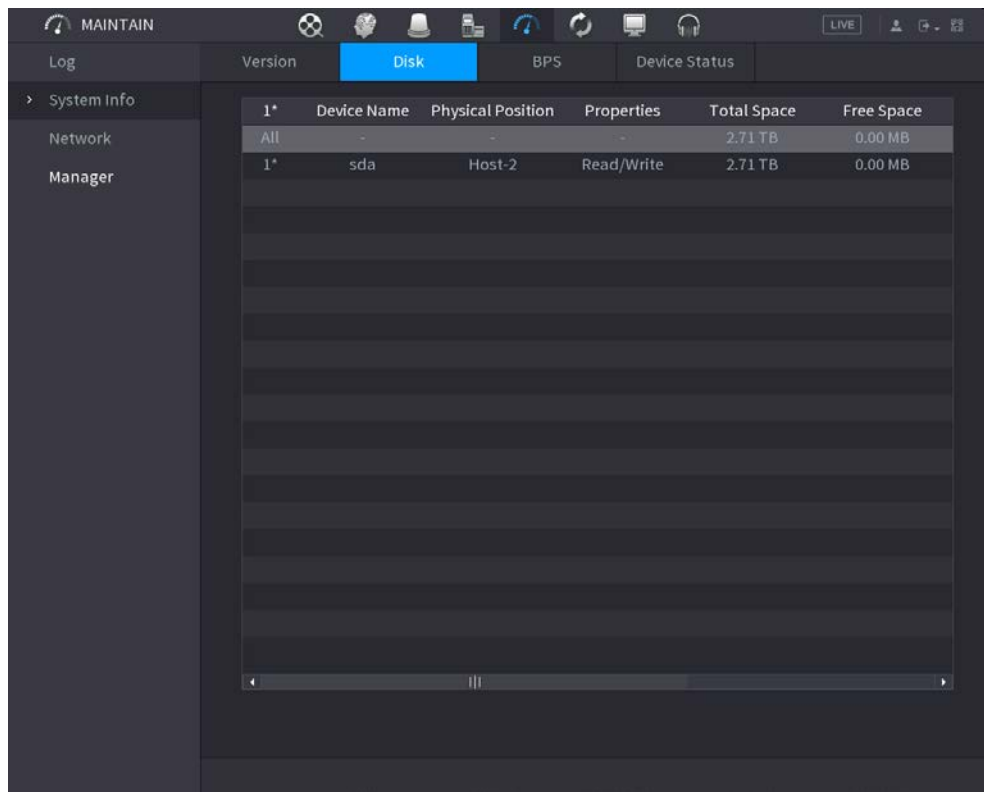 MAINTAIN LIVE
Log Version Disk BPS Device Status
System Info
Network
Manager
1* Device Name Physical Position Properties Total Space Free Space
All - - - 2.71 TB 0.00 MB
1* sda Host-2 Read/Write 2.71 TB 0.00 MB